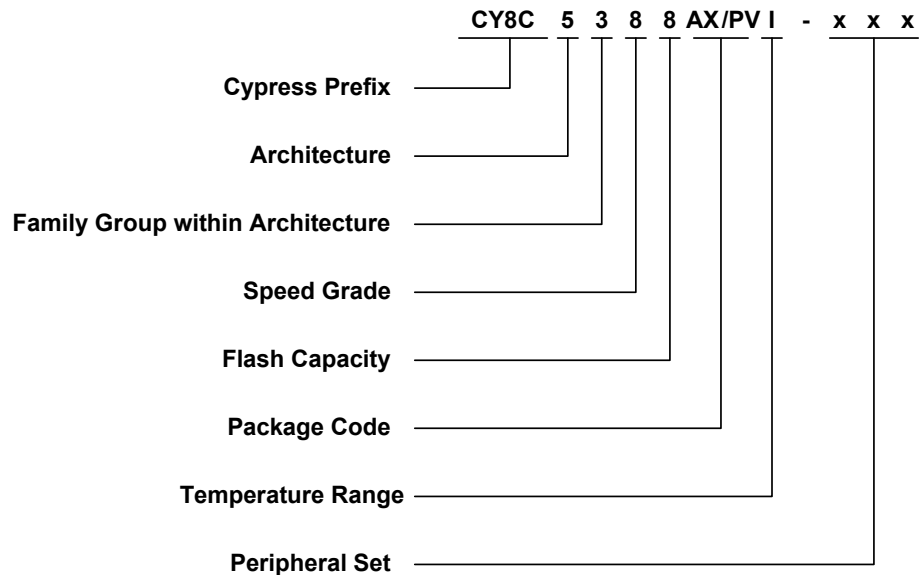 CY8C 5 3 8 8 AX/PV I - x x x
Cypress Prefix
Architecture
Family Group within Architecture
Speed Grade
Flash Capacity
Package Code
Temperature Range
Peripheral Set